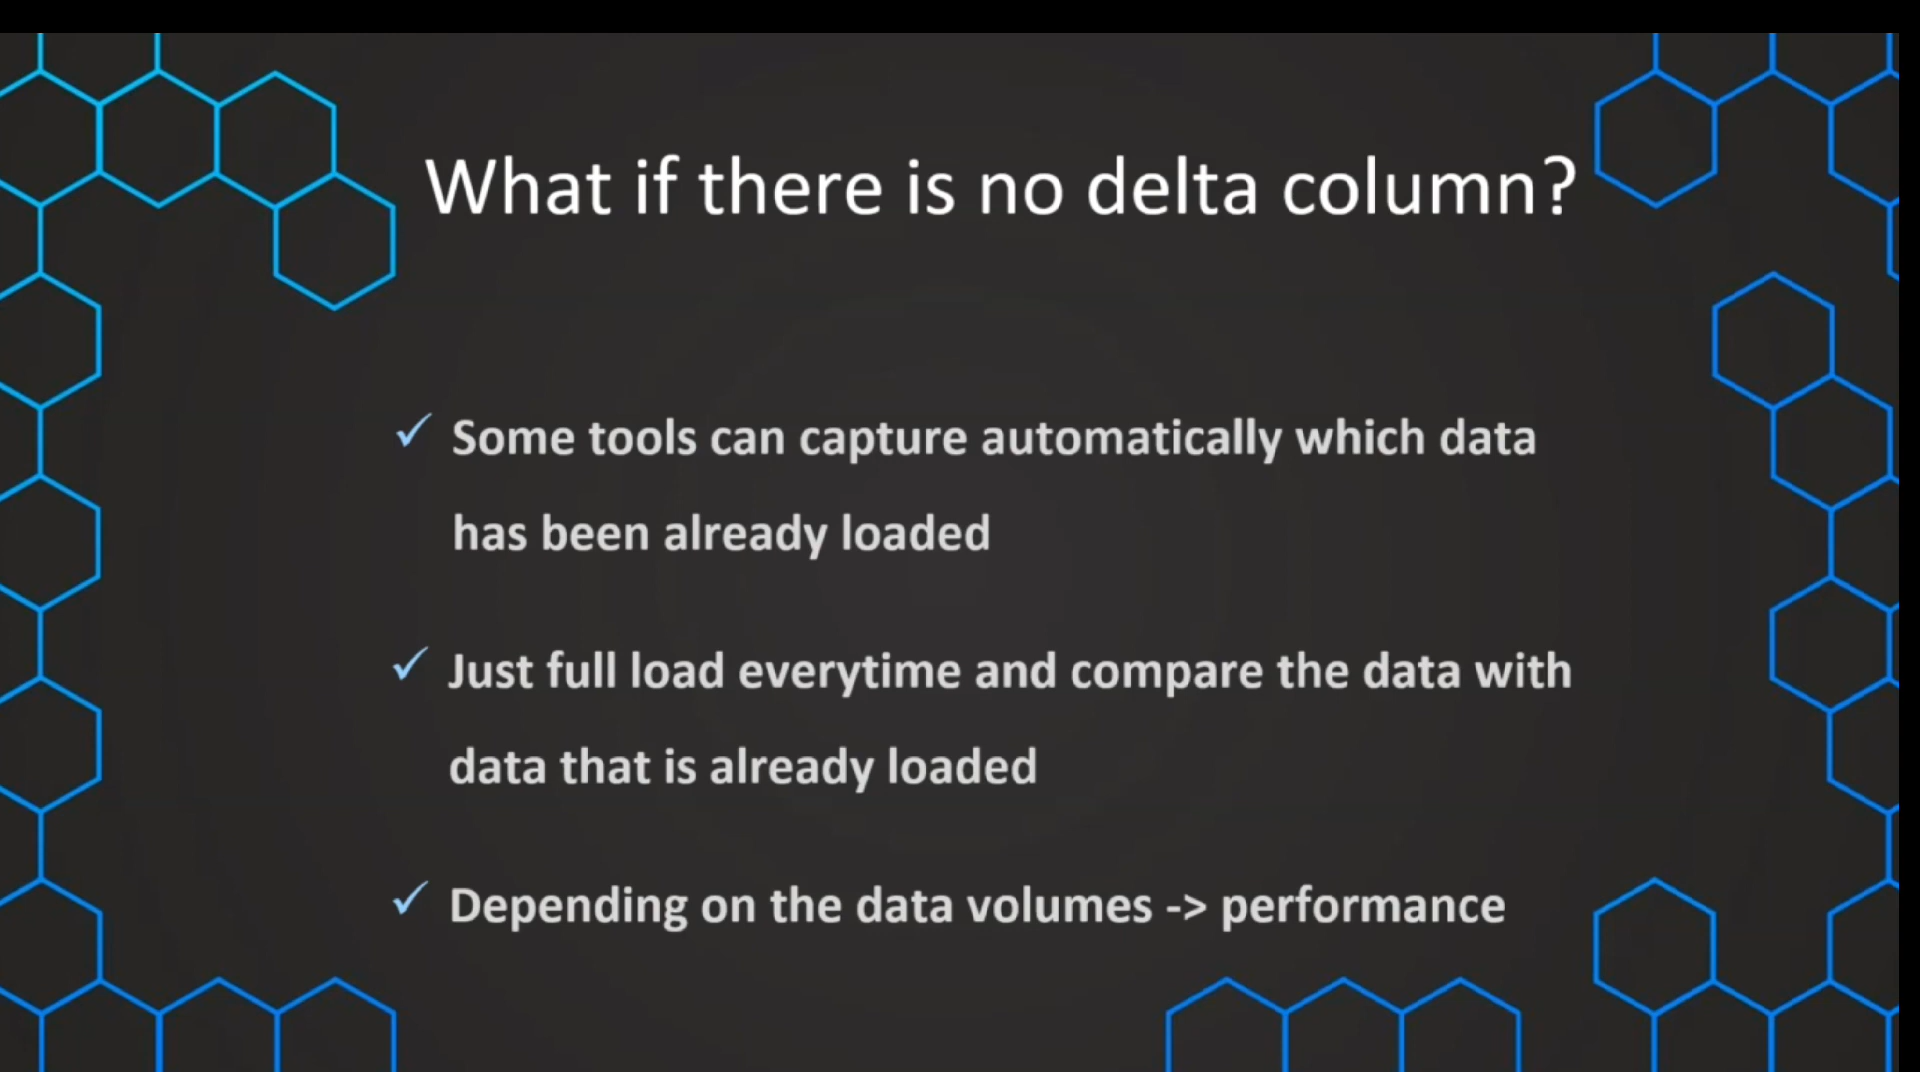 What if there is no delta column?
✓ Some tools can capture automatically which data
has been already loaded
✓ Just full load everytime and compare the data with
data that is already loaded
✓ Depending on the data volumes -> performance